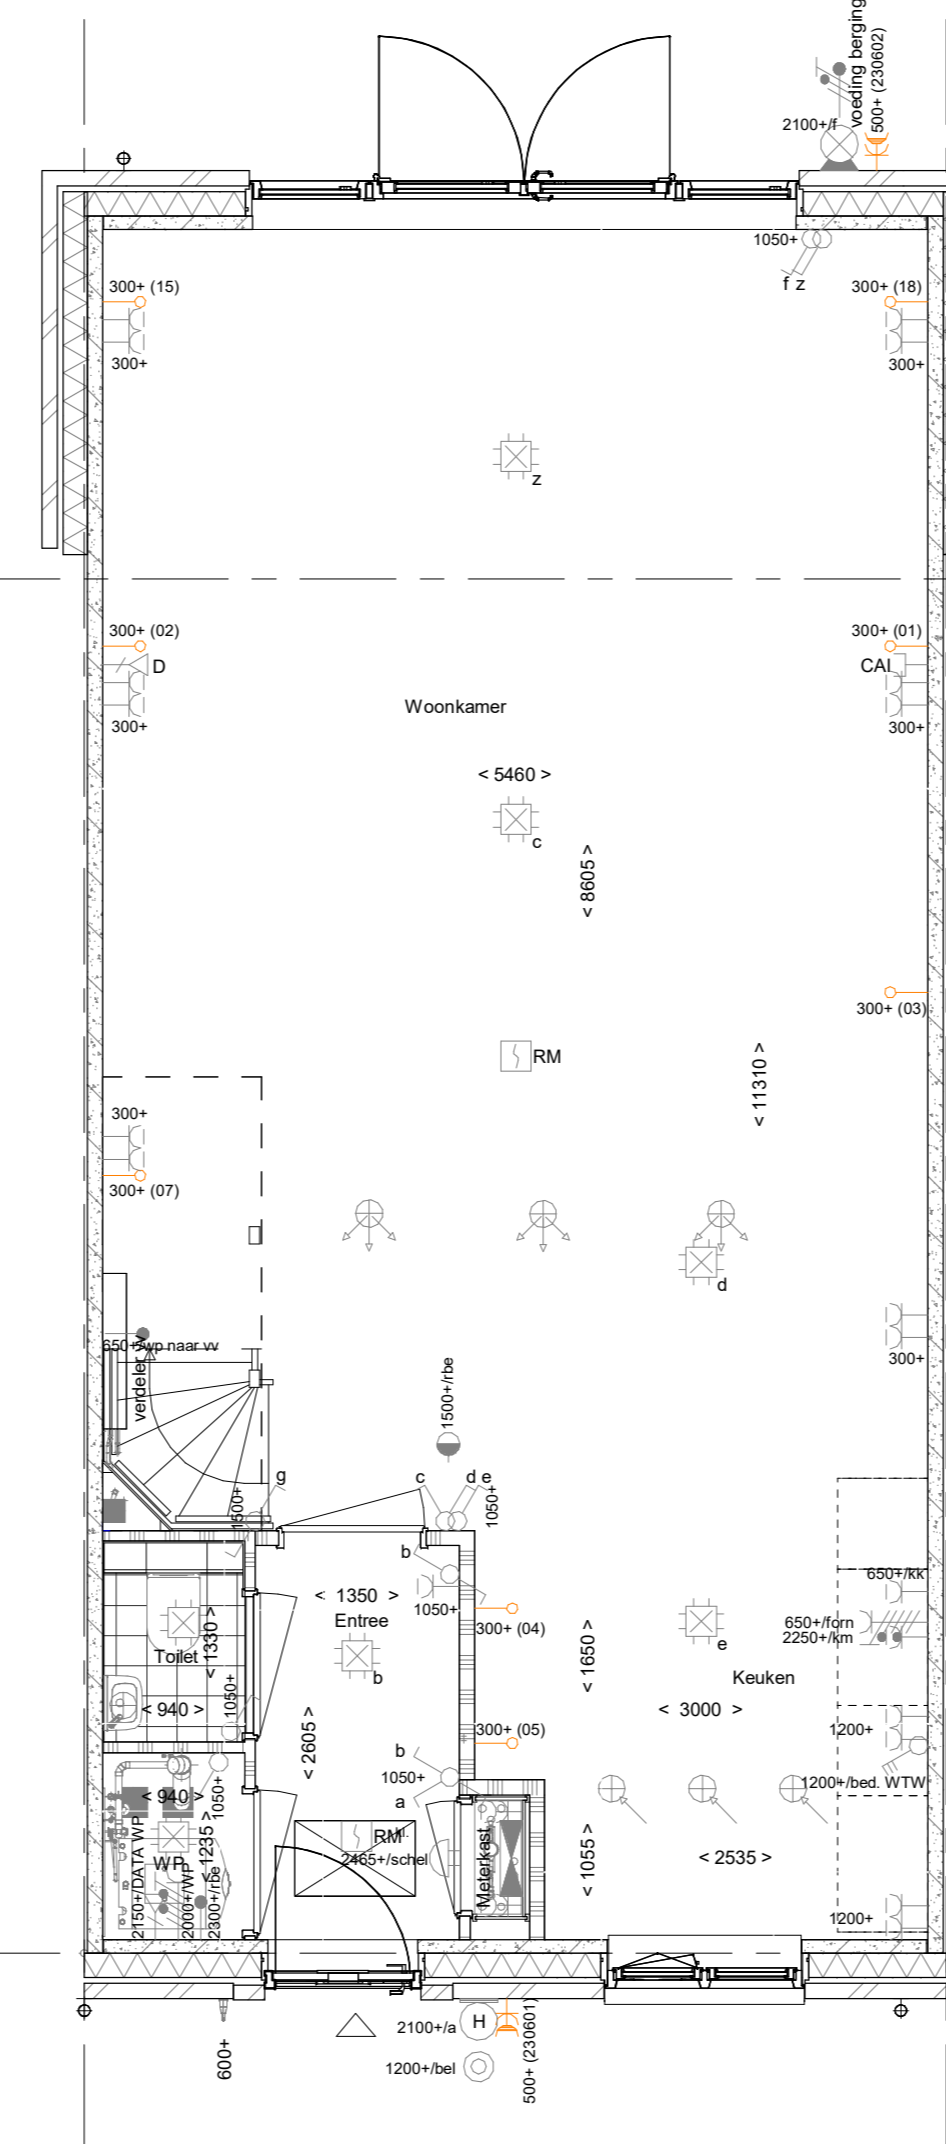 voeding berging
500+ (230602)
2100+/f
1050+
f z
300+ (15)
300+ (18)
300+
300+
z
300+ (02)
300+ (01)
D
CAI
300+
300+
Woonkamer
< 5460 >
c
< 8605 >
300+ (03)
RM
< 11310 >
300+
300+ (07)
d
650+/wp naar vv
verdeler vv
300+
1500+/rbe
g
c
d e
1500+
1050+
b
650+/kk
< 1350 >
1050+
Entree
300+ (04)
650+/forn
2250+/km
< 1330 >
Toilet
b
e
< 1650 >
Keuken
< 940 >
1050+
< 3000 >
< 2605 >
300+ (05)
1200+
b
1050+
a
1200+/bed. WTW
< 940 >
1050+
< 1235 >
WP
2150+/DATA WP
2000+/WP
2300+/rbe
RM
2465+/schel
Meterkast
< 1055 >
< 2535 >
1200+
600+
2100+/a
H
1200+/bel
500+ (230601)